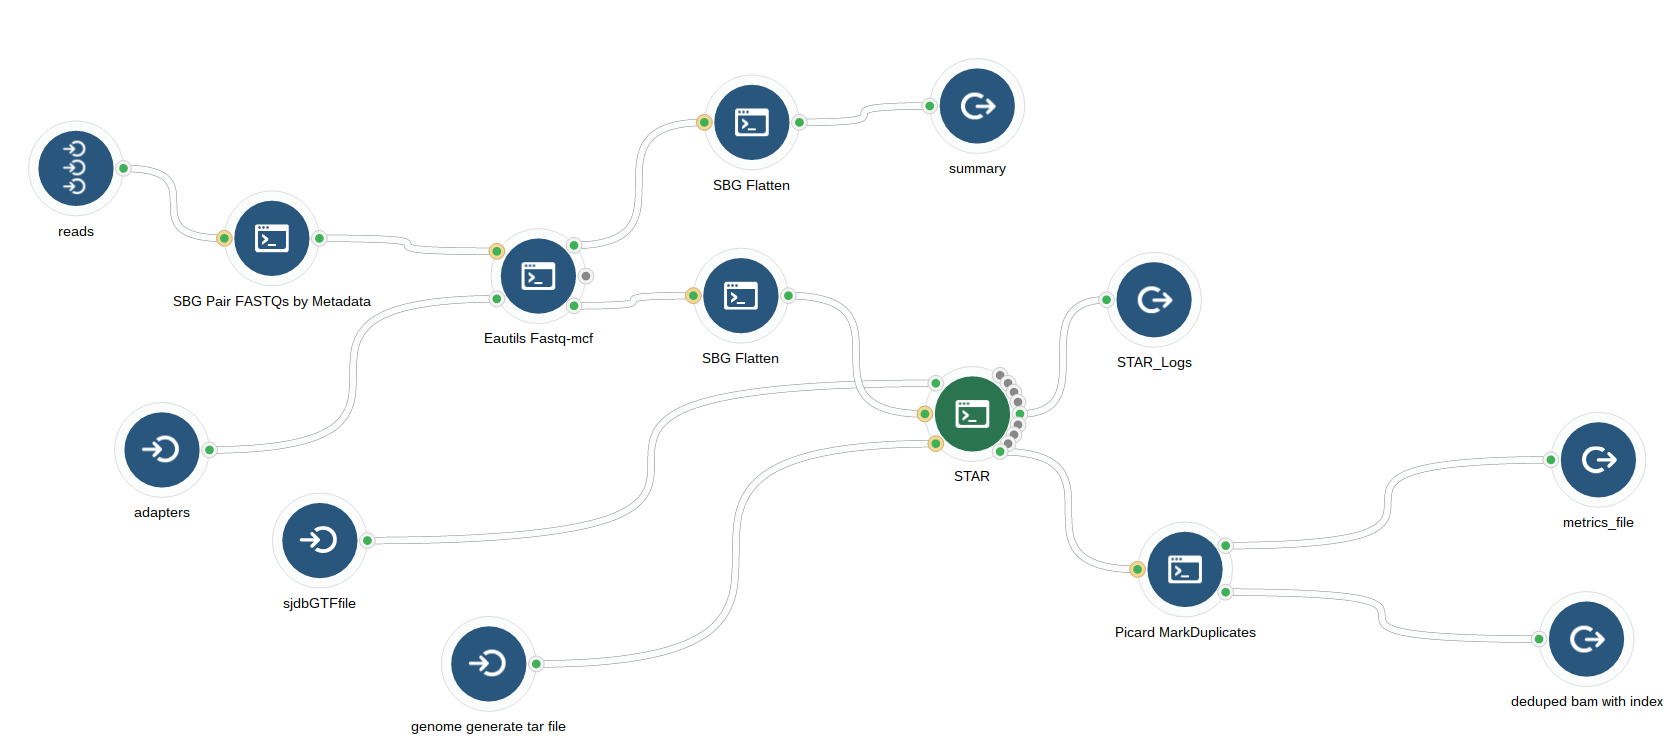 summary
SBG Flatten
reads
SBG Pair FASTQs by Metadata
Eautils Fastq-mcf
SBG Flatten
STAR_Logs
STAR
adapters
metrics_file
sjdbGTFfile
Picard MarkDuplicates
deduped bam with index
genome generate tar file